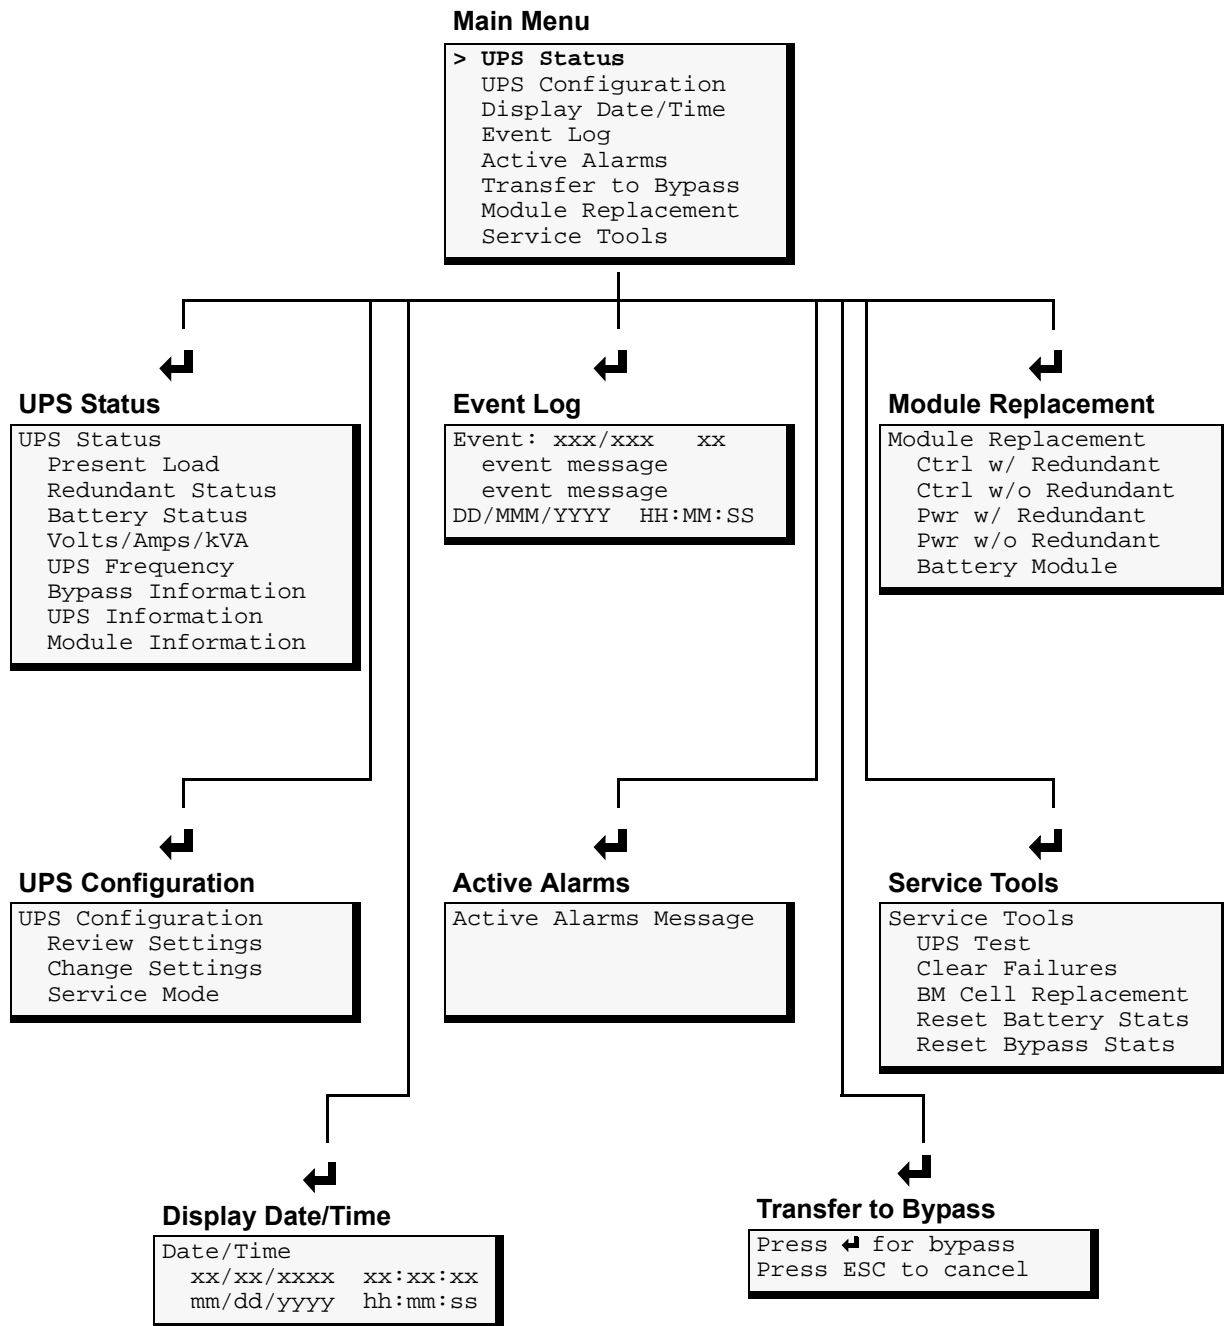 Main Menu
> UPS Status
UPS Configuration
Display Date/Time
Event Log
Active Alarms
Transfer to Bypass
Module Replacement
Service Tools
UPS Status
UPS Status
Present Load
Redundant Status
Battery Status
Volts/Amps/kVA
UPS Frequency
Bypass Information
UPS Information
Module Information
Event Log
Event: xxx/xxx xx
event message
event message
DD/MMM/YYYY HH:MM:SS
Module Replacement
Module Replacement
Ctrl w/ Redundant
Ctrl w/o Redundant
Pwr w/ Redundant
Pwr w/o Redundant
Battery Module
UPS Configuration
UPS Configuration
Review Settings
Change Settings
Service Mode
Active Alarms
Active Alarms Message
Service Tools
Service Tools
UPS Test
Clear Failures
BM Cell Replacement
Reset Battery Stats
Reset Bypass Stats
Display Date/Time
Date/Time
xx/xx/xxxx xx:xx:xx
mm/dd/yyyy hh:mm:ss
Transfer to Bypass
Press ↵ for bypass
Press ESC to cancel